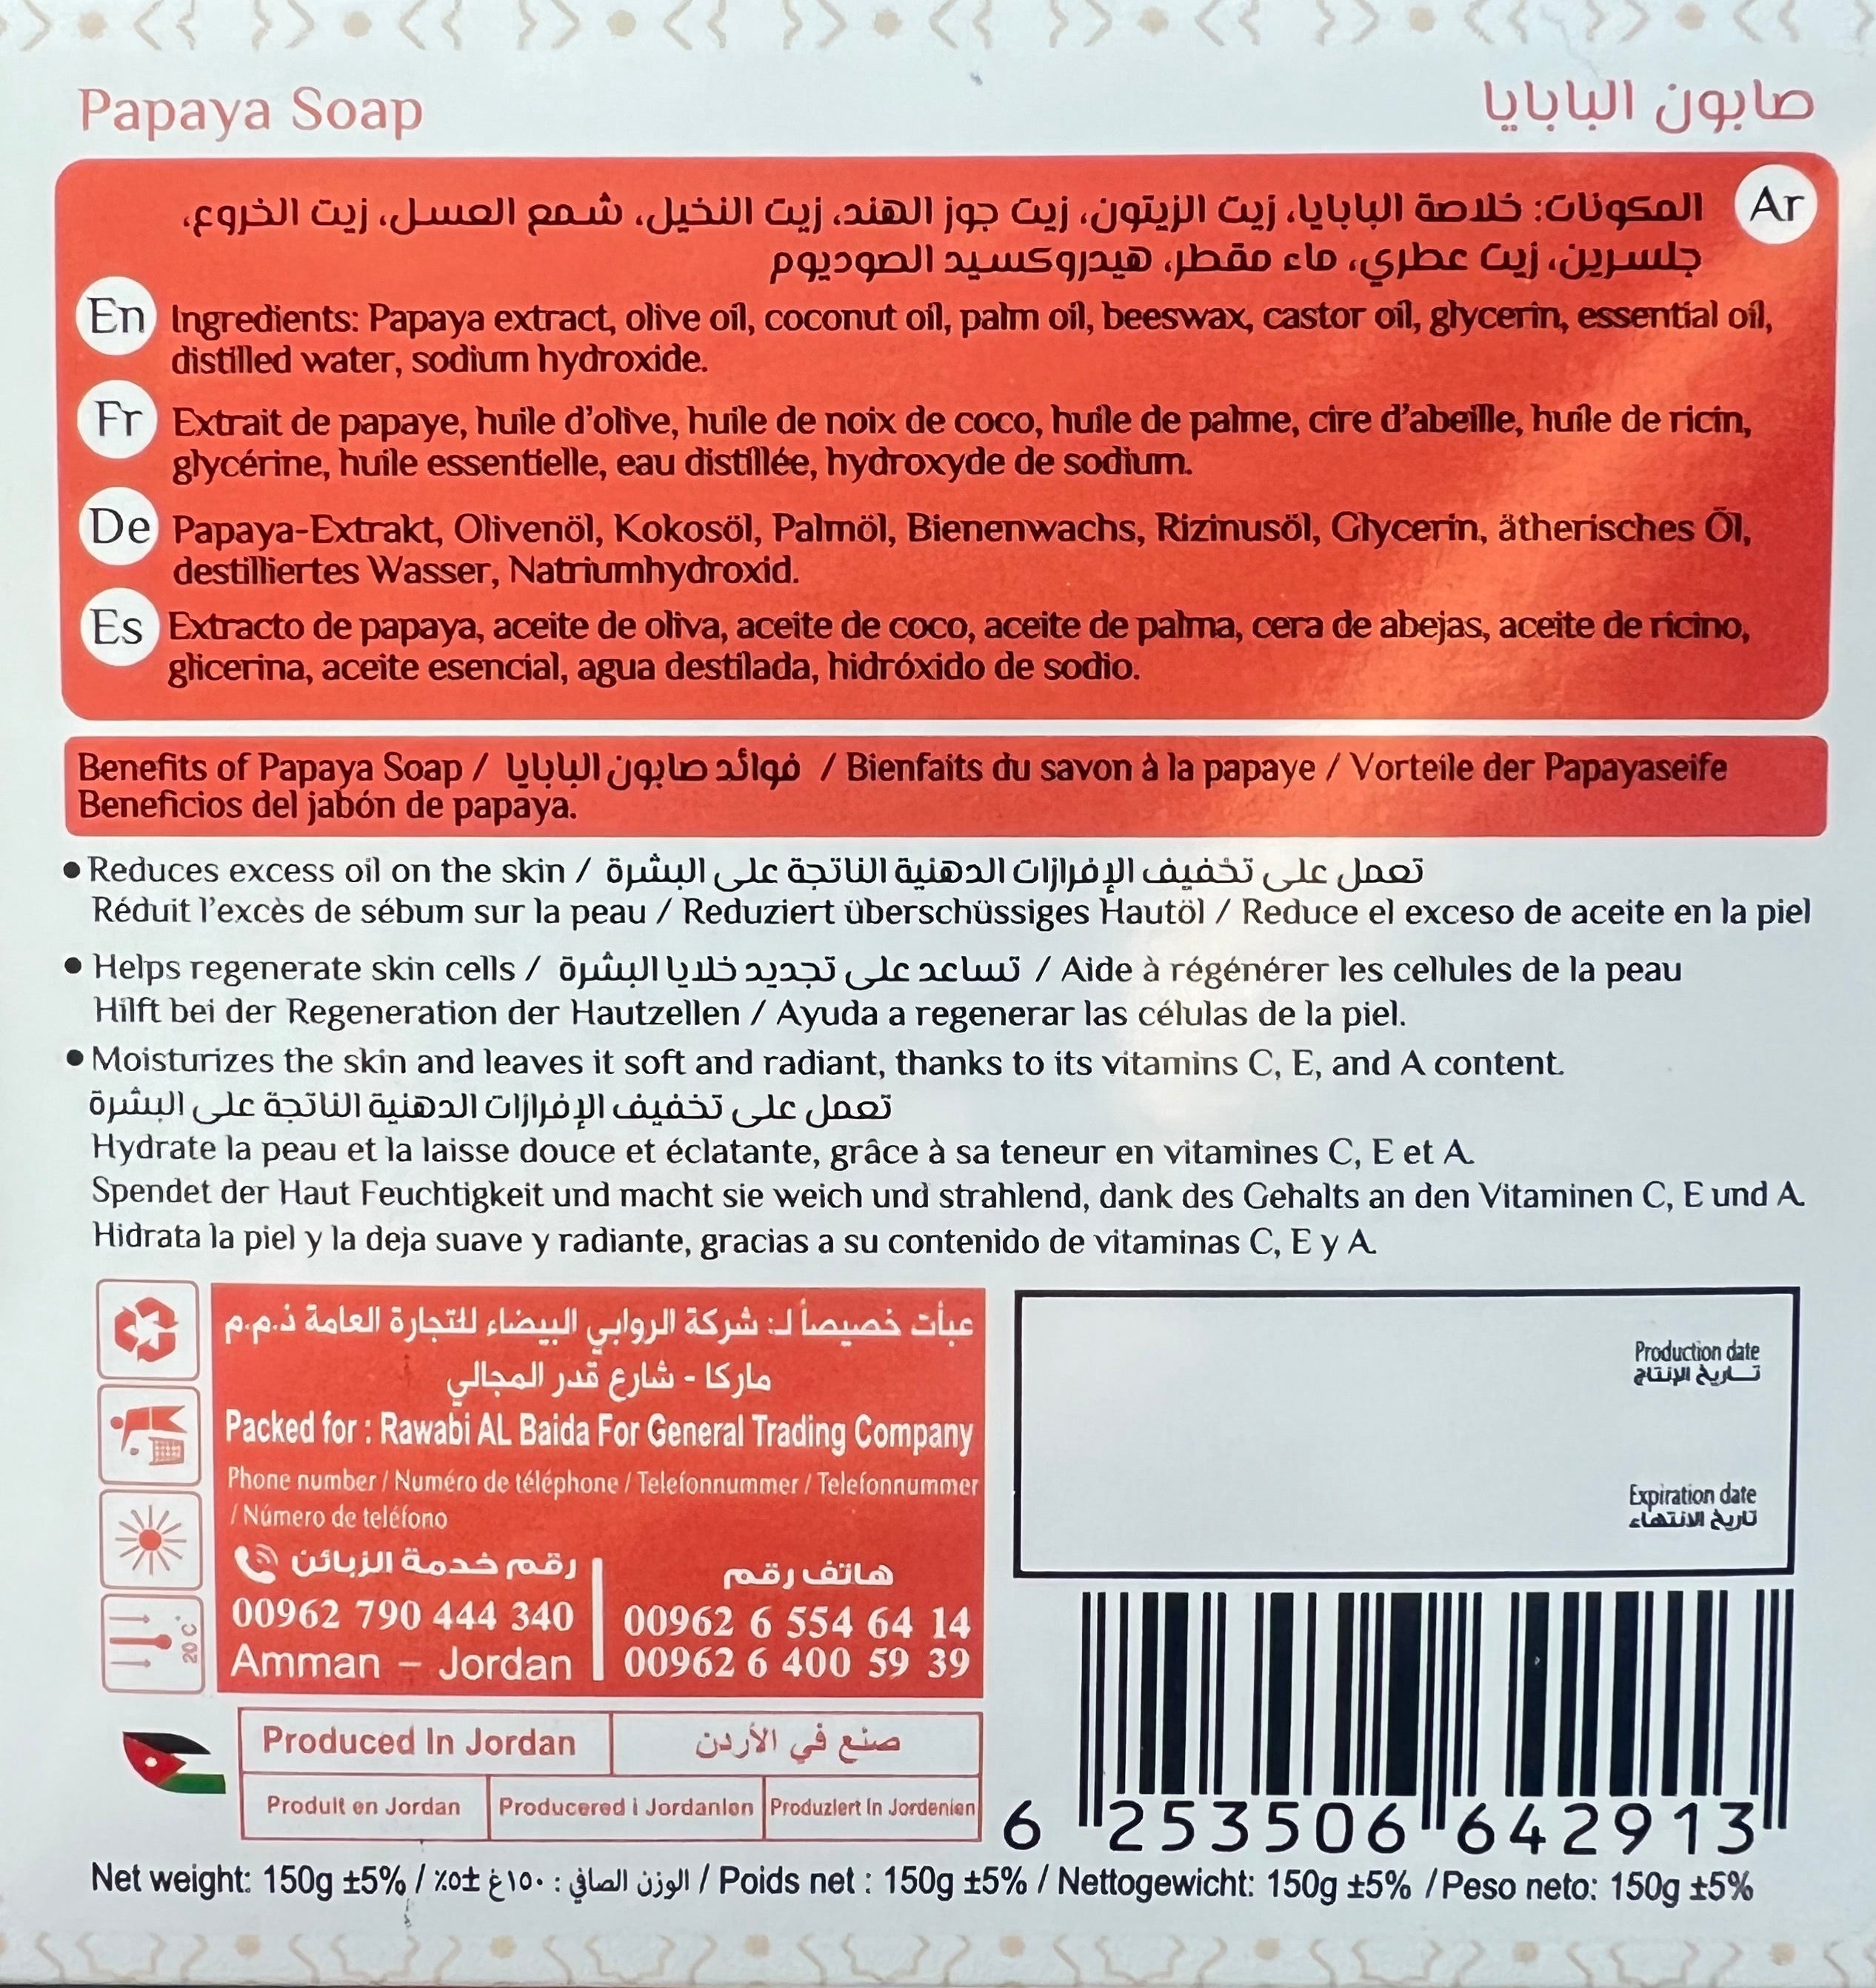 Papaya Soap
صابون البابايا
Ar
المكونات: خلاصة البابايا، زيت الزيتون، زيت جوز الهند، زيت النخيل، شمع العسل، زيت الخروع،
جلسرين، زيت عطري، ماء مقطر، هيدروكسيد الصوديوم
En
Ingredients: Papaya extract, olive oil, coconut oil, palm oil, beeswax, castor oil, glycerin, essential oil,
distilled water, sodium hydroxide.
Fr
Extrait de papaye, huile d'olive, huile de noix de coco, huile de palme, cire d'abeille, huile de ricin,
glycérine, huile essentielle, eau distillée, hydroxyde de sodium.
De
Papaya-Extrakt, Olivenöl, Kokosöl, Palmöl, Bienenwachs, Rizinusöl, Glycerin, ätherisches Öl,
destilliertes Wasser, Natriumhydroxid.
Es
Extracto de papaya, aceite de oliva, aceite de coco, aceite de palma, cera de abejas, aceite de ricino,
glicerina, aceite esencial, agua destilada, hidróxido de sodio.
Benefits of Papaya Soap / فوائد صابون البابايا / Bienfaits du savon à la papaye / Vorteile der Papayaseife
Beneficios del jabón de papaya.
• Reduces excess oil on the skin / تعمل على تخفيف الإفرازات الدهنية الناتجة على البشرة
Réduit l'excès de sébum sur la peau / Reduziert überschüssiges Hautöl / Reduce el exceso de aceite en la piel
• Helps regenerate skin cells / تساعد على تجديد خلايا البشرة / Aide à régénérer les cellules de la peau
Hilft bei der Regeneration der Hautzellen / Ayuda a regenerar las células de la piel.
• Moisturizes the skin and leaves it soft and radiant, thanks to its vitamins C, E, and A content.
تعمل على تخفيف الإفرازات الدهنية الناتجة على البشرة
Hydrate la peau et la laisse douce et éclatante, grâce à sa teneur en vitamines C, E et A.
Spendet der Haut Feuchtigkeit und macht sie weich und strahlend, dank des Gehalts an den Vitaminen C, E und A.
Hidrata la piel y la deja suave y radiante, gracias a su contenido de vitaminas C, E y A.
20 C°
عبأت خصيصاً لـ: شركة الروابي البيضاء للتجارة العامة ذ.م.م
ماركا - شارع قدر المجالي
Packed for : Rawabi AL Baida For General Trading Company
Phone number / Numéro de téléphone / Telefonnummer / Telefonnummer
/ Número de teléfono
رقم خدمة الزبائن
00962 790 444 340
Amman – Jordan
هاتف رقم
00962 6 554 64 14
00962 6 400 59 39
Production date
تاريخ الإنتاج
Expiration date
تاريخ الانتهاء
Produced In Jordan
صنع في الأردن
Produit en Jordan
Producered i Jordanien
Produziert In Jordenien
6 253506 642913
Net weight: 150g ±5% / الوزن الصافي : ١٥٠غ ±٥٪ / Poids net : 150g ±5% / Nettogewicht: 150g ±5% / Peso neto: 150g ±5%